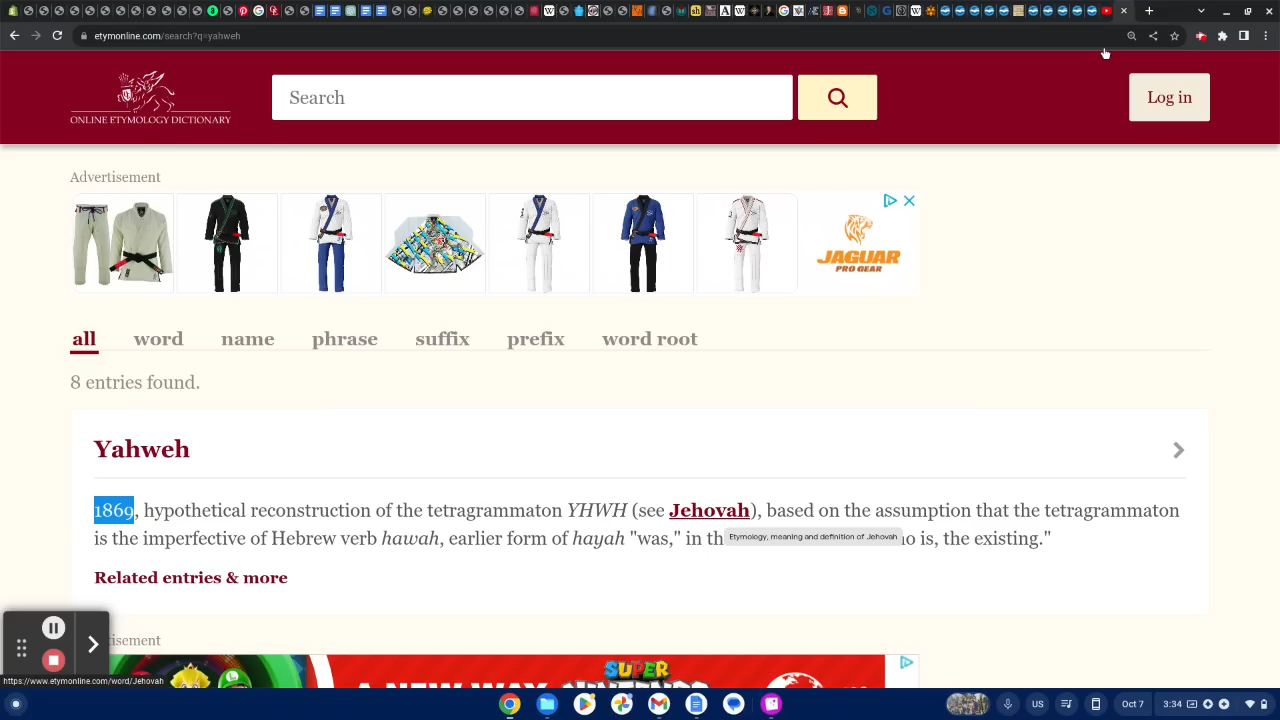 etymonline.com/search?q=yahweh
ONLINE ETYMOLOGY DICTIONARY
Search
Log in
Advertisement
JAGUAR
PRO GEAR
all word name phrase suffix prefix word root
8 entries found.
Yahweh
1869, hypothetical reconstruction of the tetragrammaton YHWH (see Jehovah), based on the assumption that the tetragrammaton
is the imperfective of Hebrew verb hawah, earlier form of hayah "was," in is, the existing."
Etymology, meaning and definition of Jehovah
Related entries & more
SUPER
A NEW WAY
https://www.etymonline.com/word/Jehovah
US
Oct 7
3:34